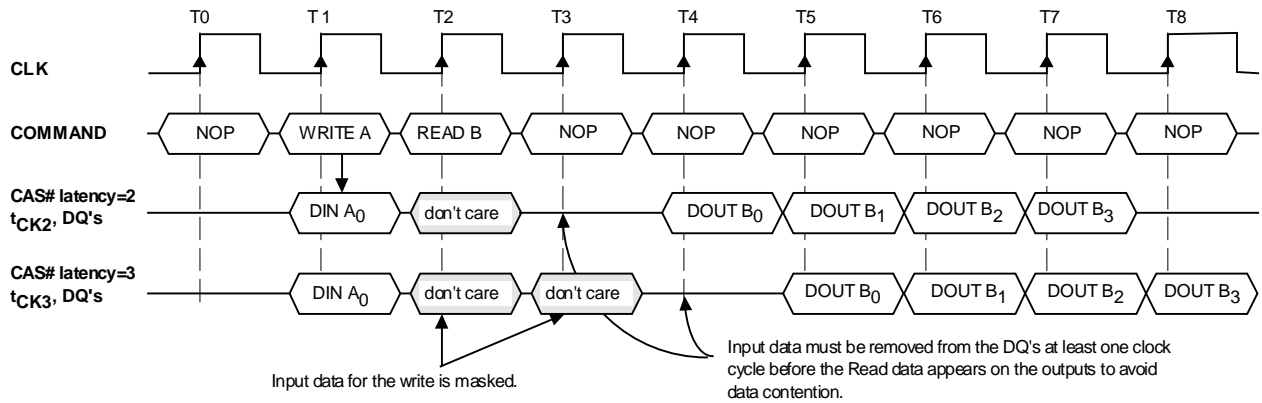 T0 T1 T2 T3 T4 T5 T6 T7 T8
CLK
COMMAND NOP WRITE A READ B NOP NOP NOP NOP NOP NOP
CAS# latency=2
tCK2, DQ's DIN A0 don't care DOUT B0 DOUT B1 DOUT B2 DOUT B3
CAS# latency=3
tCK3, DQ's DIN A0 don't care don't care DOUT B0 DOUT B1 DOUT B2 DOUT B3
Input data for the write is masked.
Input data must be removed from the DQ's at least one clock
cycle before the Read data appears on the outputs to avoid
data contention.